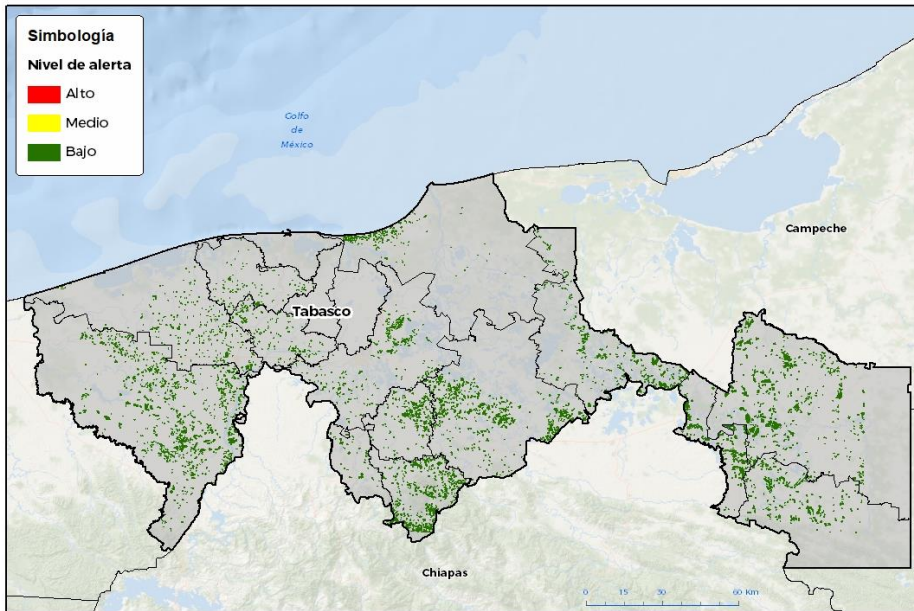 Simbología
Nivel de alerta
Alto
Medio
Bajo
Golfo
de
México
Campeche
Tabasco
Chiapas
0 15 30 60 Km